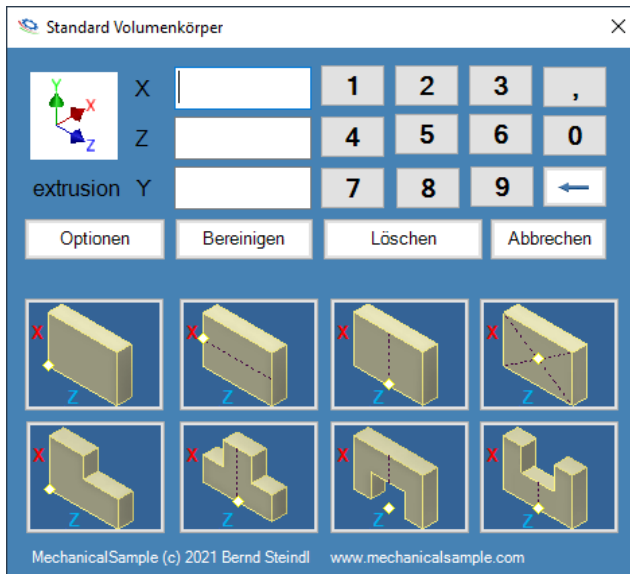 Standard Volumenkörper
Y
X
Z
X
1 2 3 ,
Z
4 5 6 0
extrusion Y
7 8 9
Optionen Bereinigen Löschen Abbrechen
X X X X
Z Z Z Z
X X X X
Z Z Z Z
MechanicalSample (c) 2021 Bernd Steindl www.mechanicalsample.com